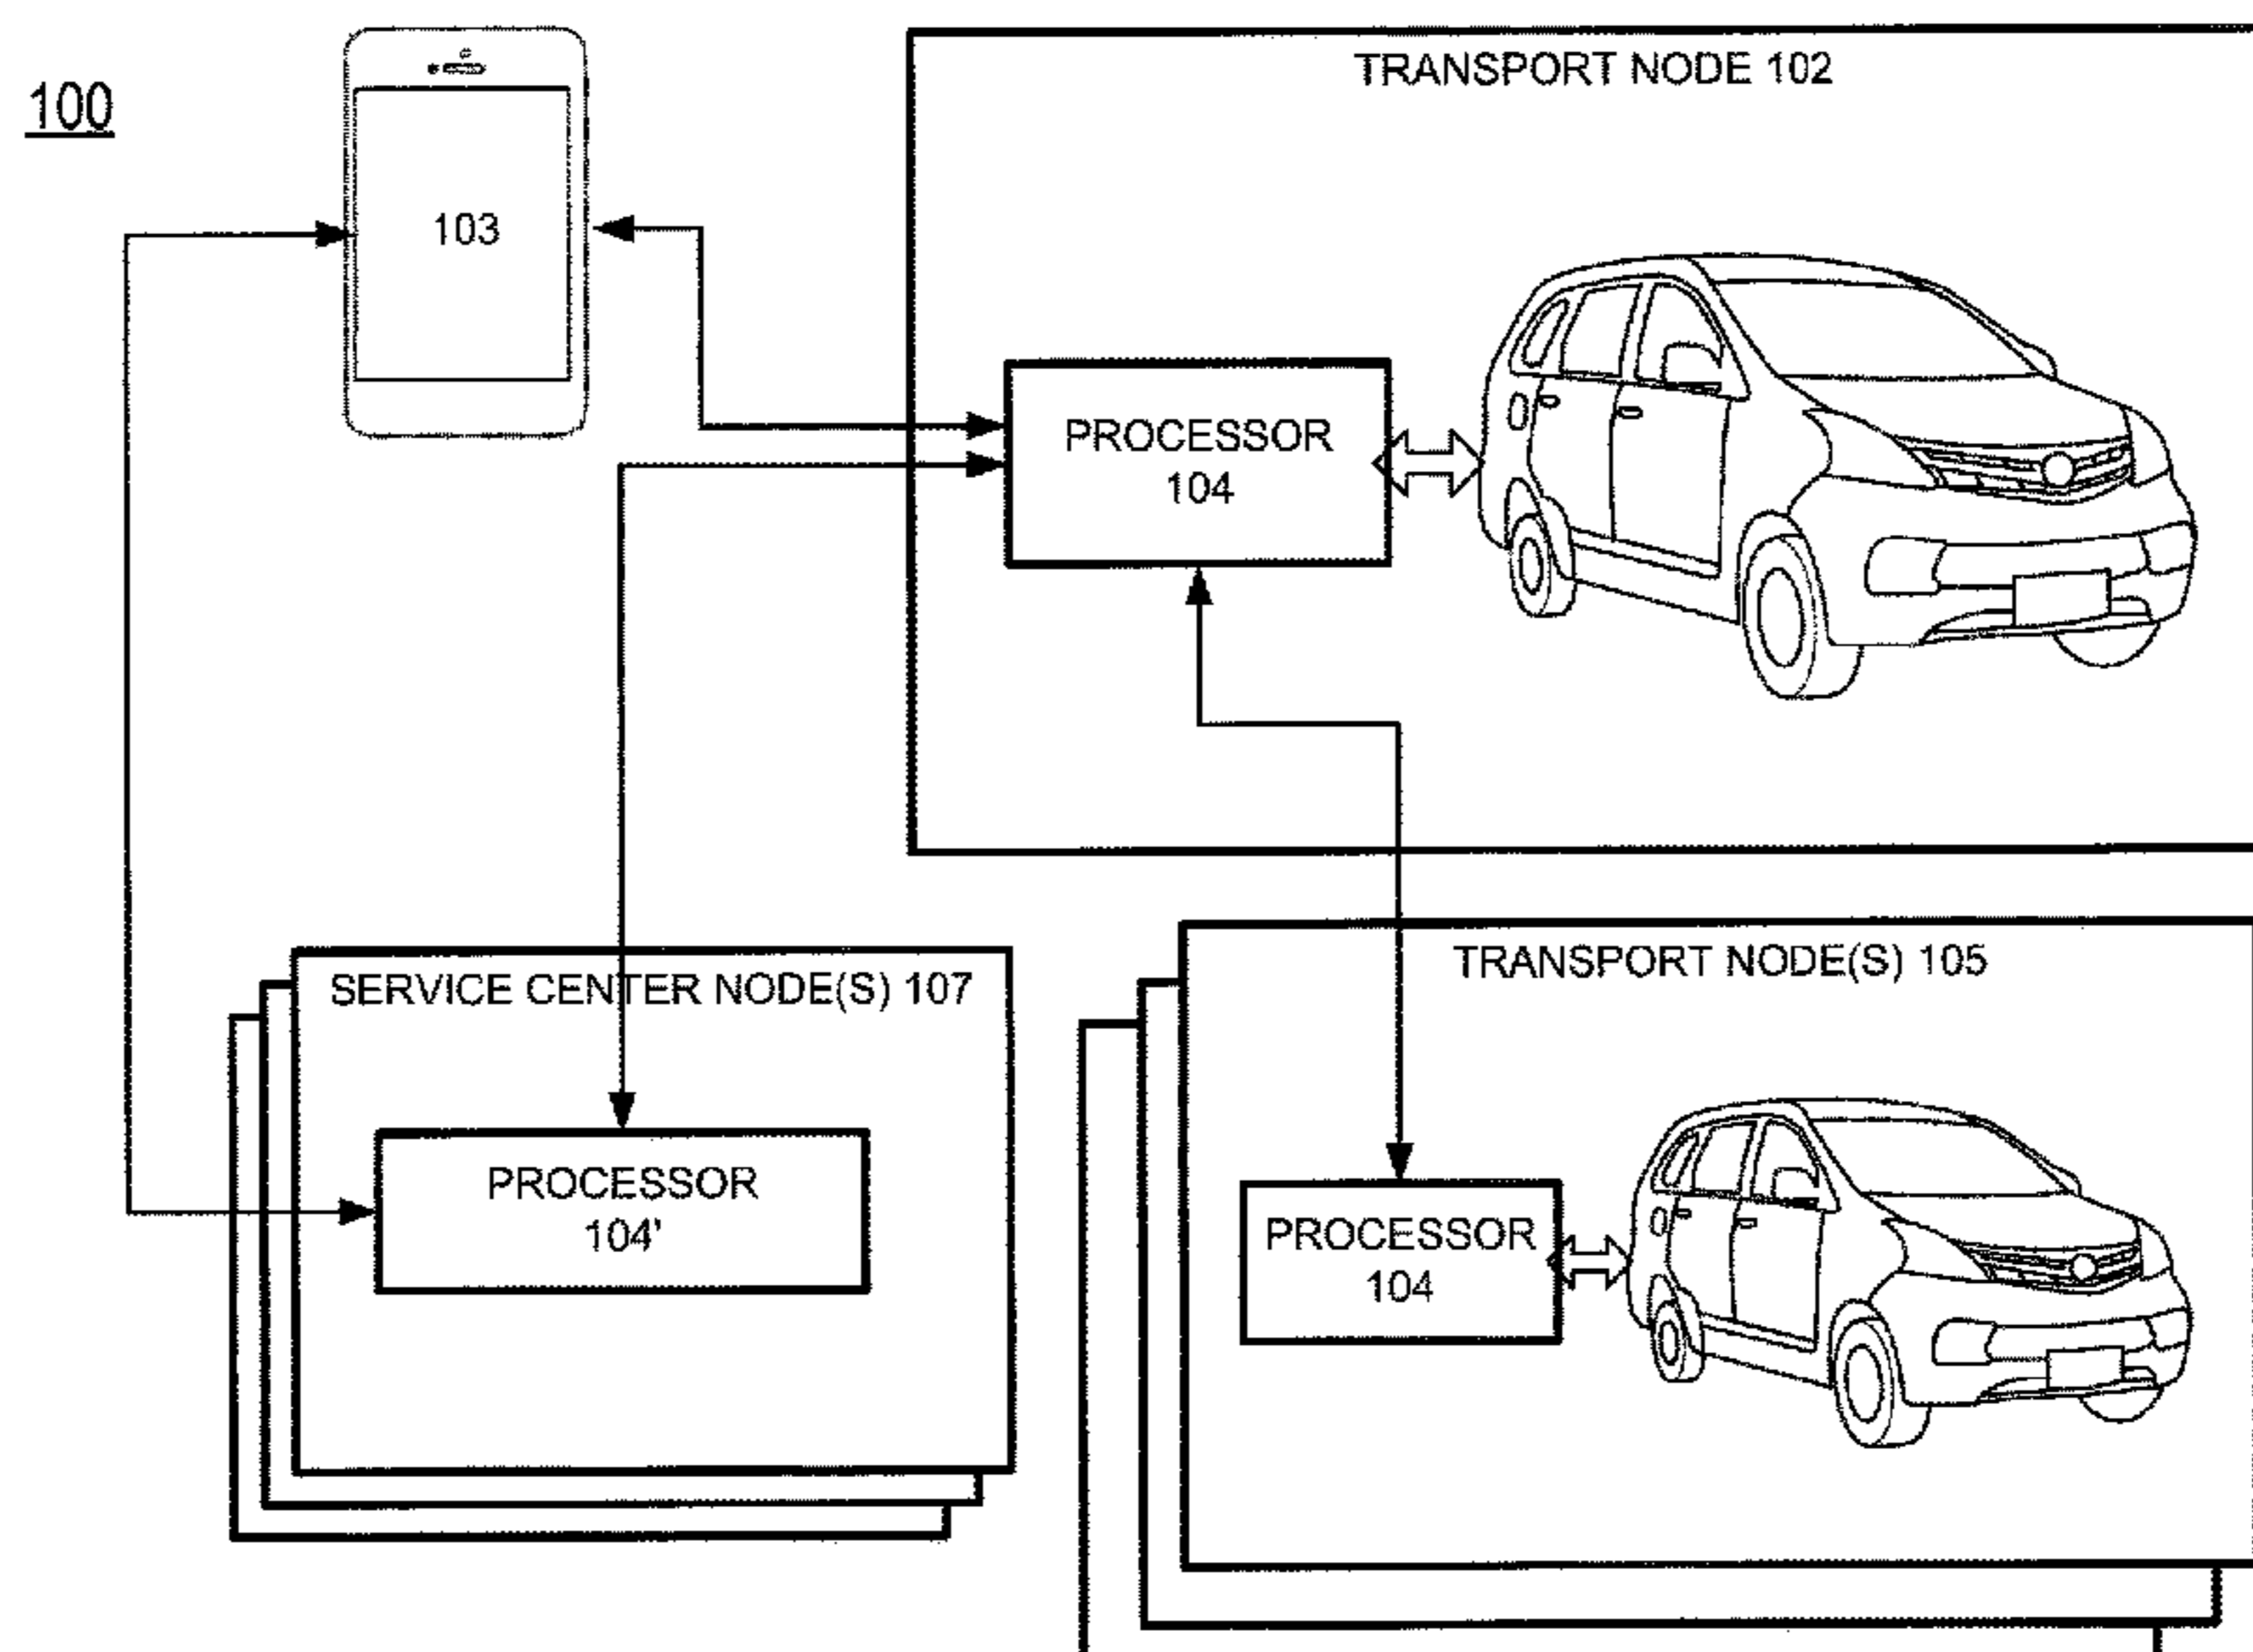 100
103
TRANSPORT NODE 102
PROCESSOR
104
SERVICE CENTER NODE(S) 107
PROCESSOR
104'
TRANSPORT NODE(S) 105
PROCESSOR
104